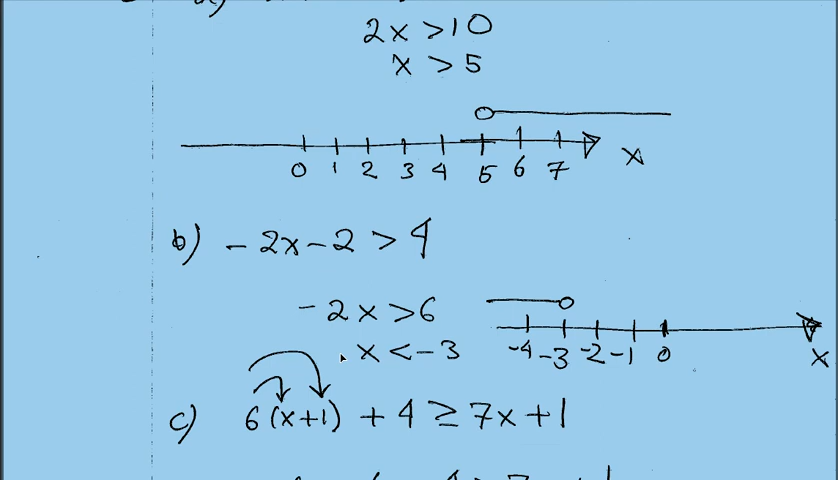 2x > 10
x > 5
0 1 2 3 4 5 6 7 x
b) -2x - 2 > 4
-2x > 6
x < -3
-4 -3 -2 -1 0 x
c) 6(x+1) + 4 ≥ 7x + 1